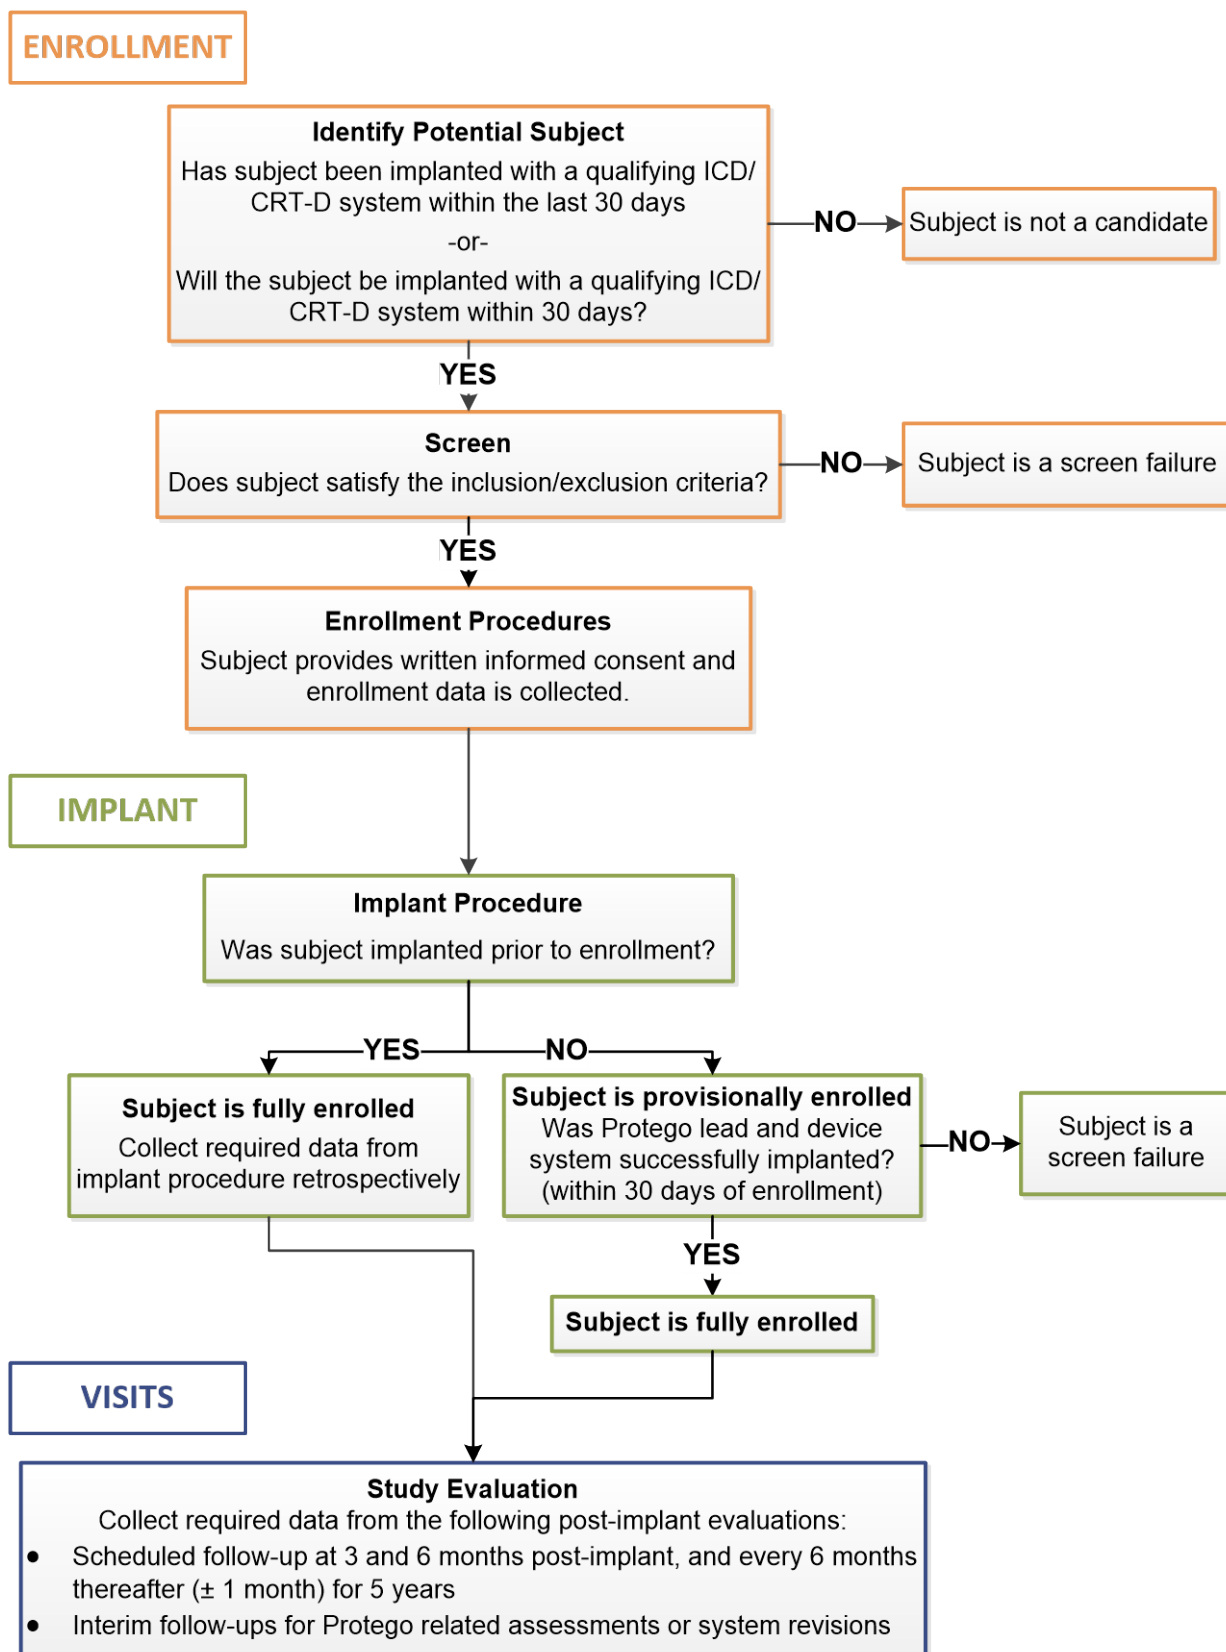 ENROLLMENT
Identify Potential Subject
Has subject been implanted with a qualifying ICD/
CRT-D system within the last 30 days
-or-
Will the subject be implanted with a qualifying ICD/
CRT-D system within 30 days?
NO
Subject is not a candidate
YES
Screen
Does subject satisfy the inclusion/exclusion criteria?
NO
Subject is a screen failure
YES
Enrollment Procedures
Subject provides written informed consent and
enrollment data is collected.
IMPLANT
Implant Procedure
Was subject implanted prior to enrollment?
YES
NO
Subject is fully enrolled
Collect required data from
implant procedure retrospectively
Subject is provisionally enrolled
Was Protego lead and device
system successfully implanted?
(within 30 days of enrollment)
NO
Subject is a
screen failure
YES
Subject is fully enrolled
VISITS
Study Evaluation
Collect required data from the following post-implant evaluations:
● Scheduled follow-up at 3 and 6 months post-implant, and every 6 months
thereafter (± 1 month) for 5 years
● Interim follow-ups for Protego related assessments or system revisions